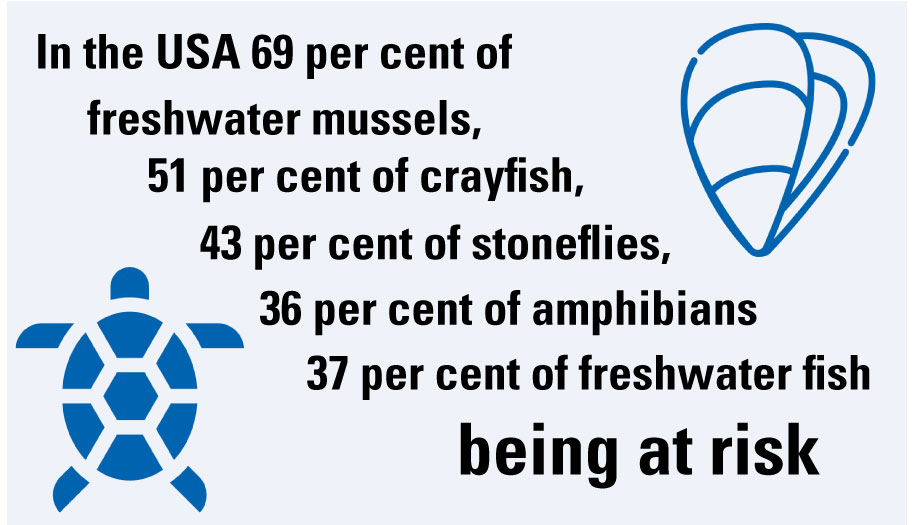 In the USA 69 per cent of
freshwater mussels,
51 per cent of crayfish,
43 per cent of stoneflies,
36 per cent of amphibians
37 per cent of freshwater fish
being at risk